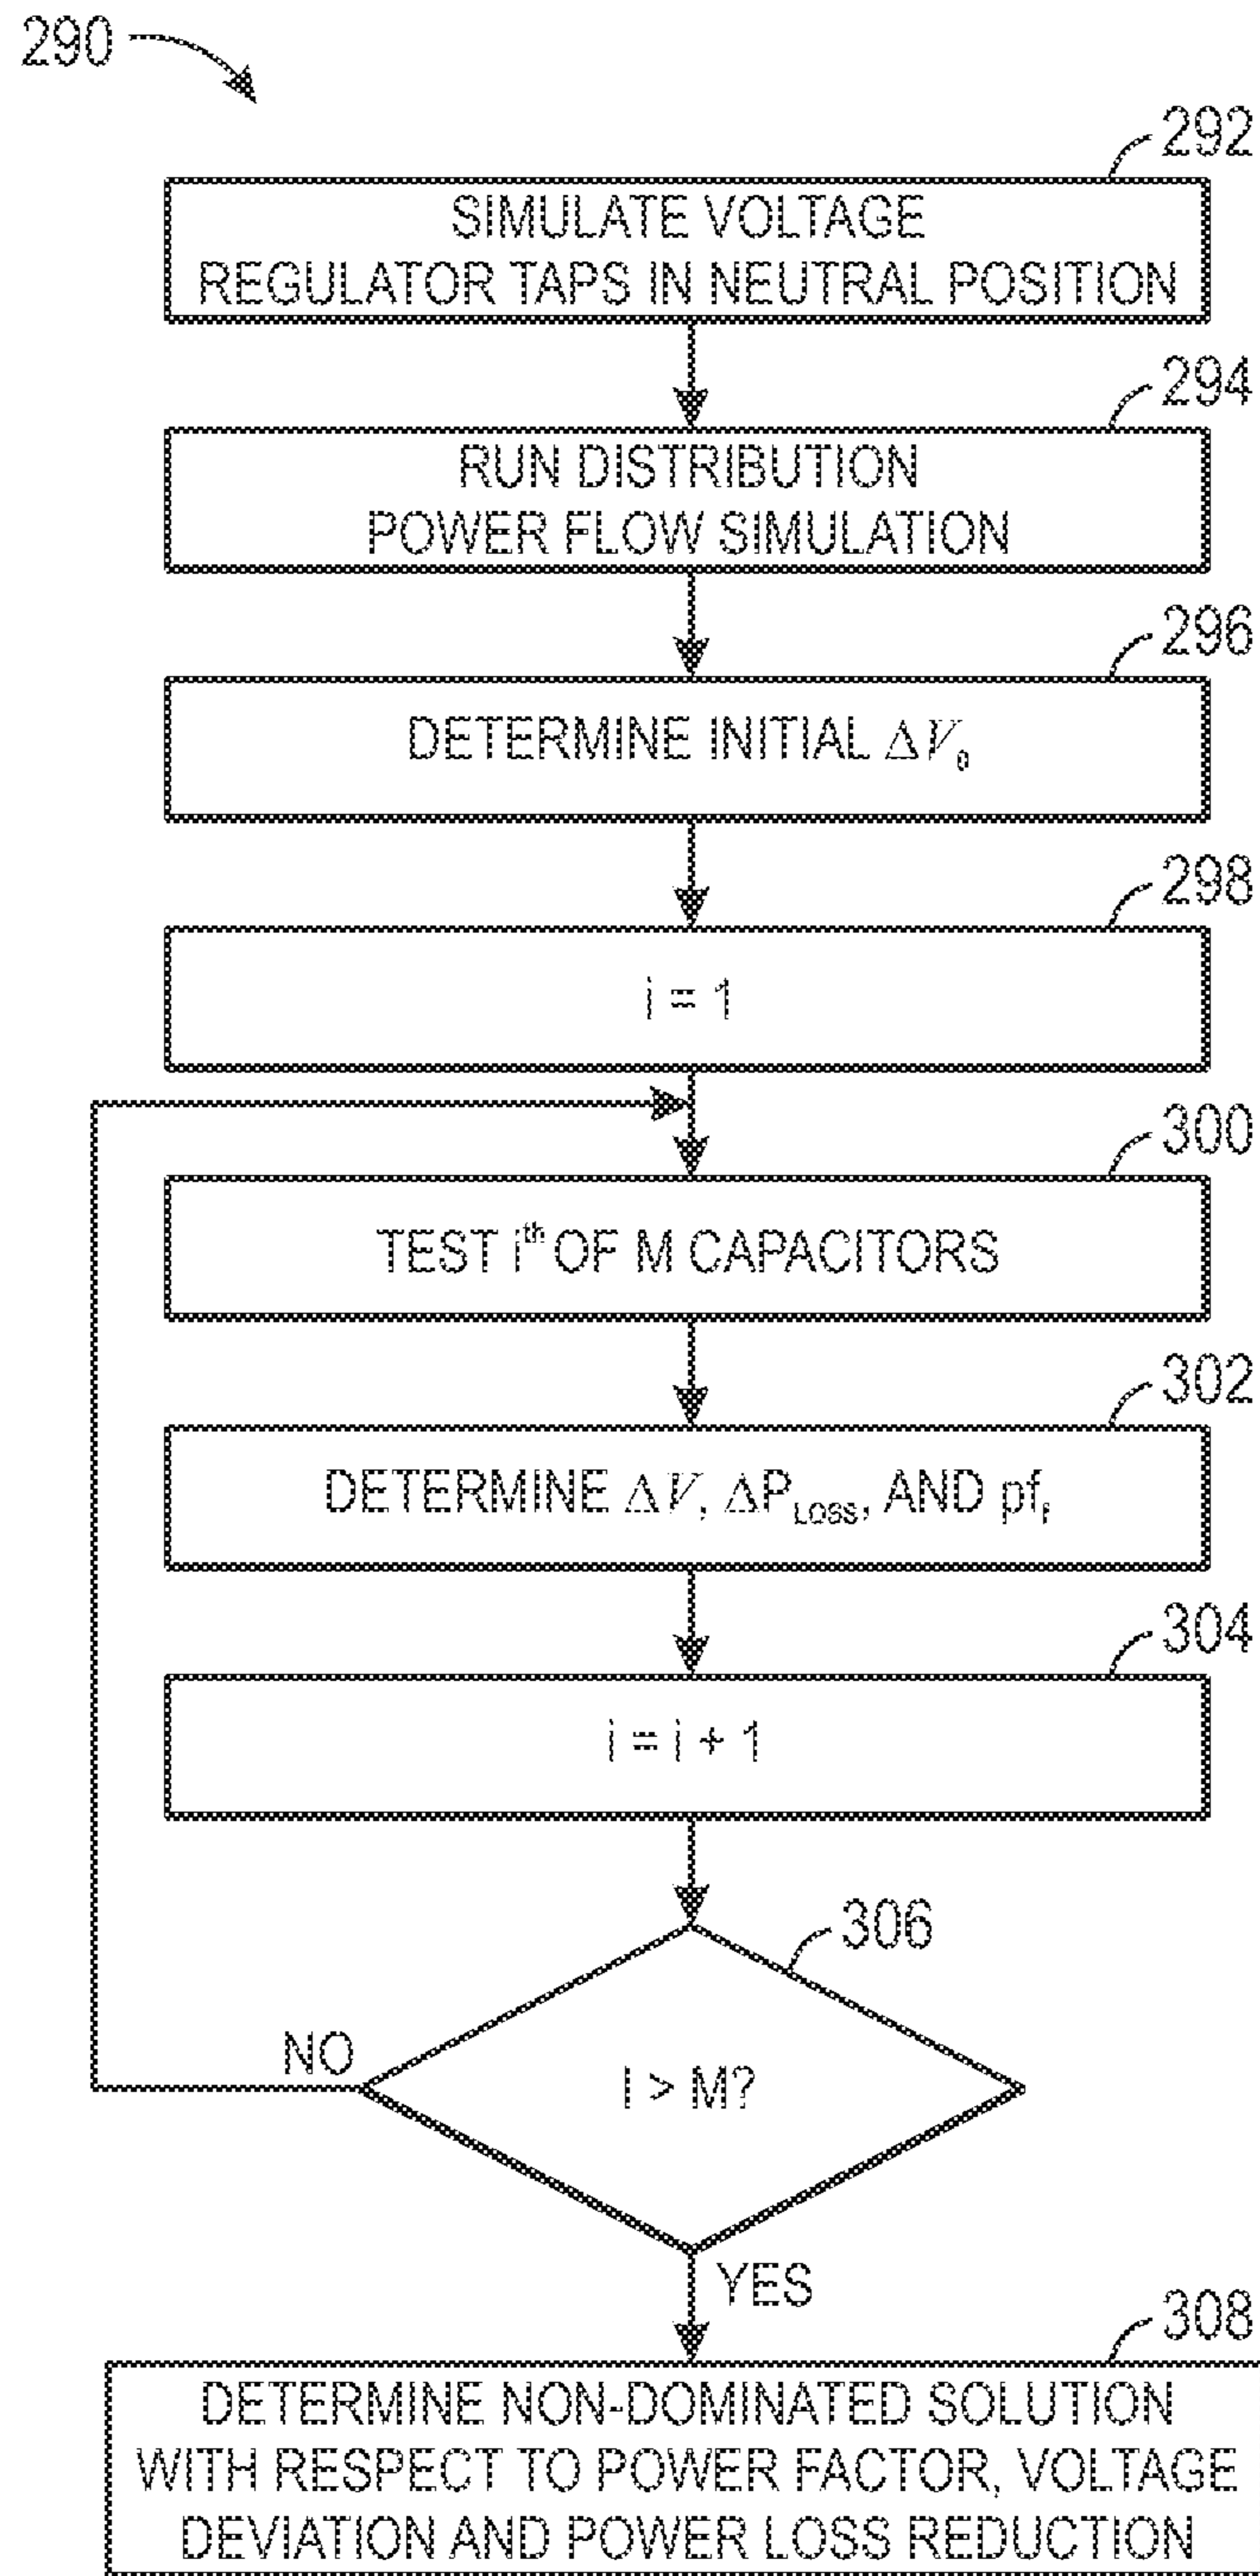 290
292
SIMULATE VOLTAGE
REGULATOR TAPS IN NEUTRAL POSITION
294
RUN DISTRIBUTION
POWER FLOW SIMULATION
296
DETERMINE INITIAL ΔV₀
298
i = 1
300
TEST iᵗʰ OF M CAPACITORS
302
DETERMINE ΔV, ΔP_LOSS, AND pf_F
304
i = i + 1
306
I > M?
NO
YES
308
DETERMINE NON-DOMINATED SOLUTION
WITH RESPECT TO POWER FACTOR, VOLTAGE
DEVIATION AND POWER LOSS REDUCTION